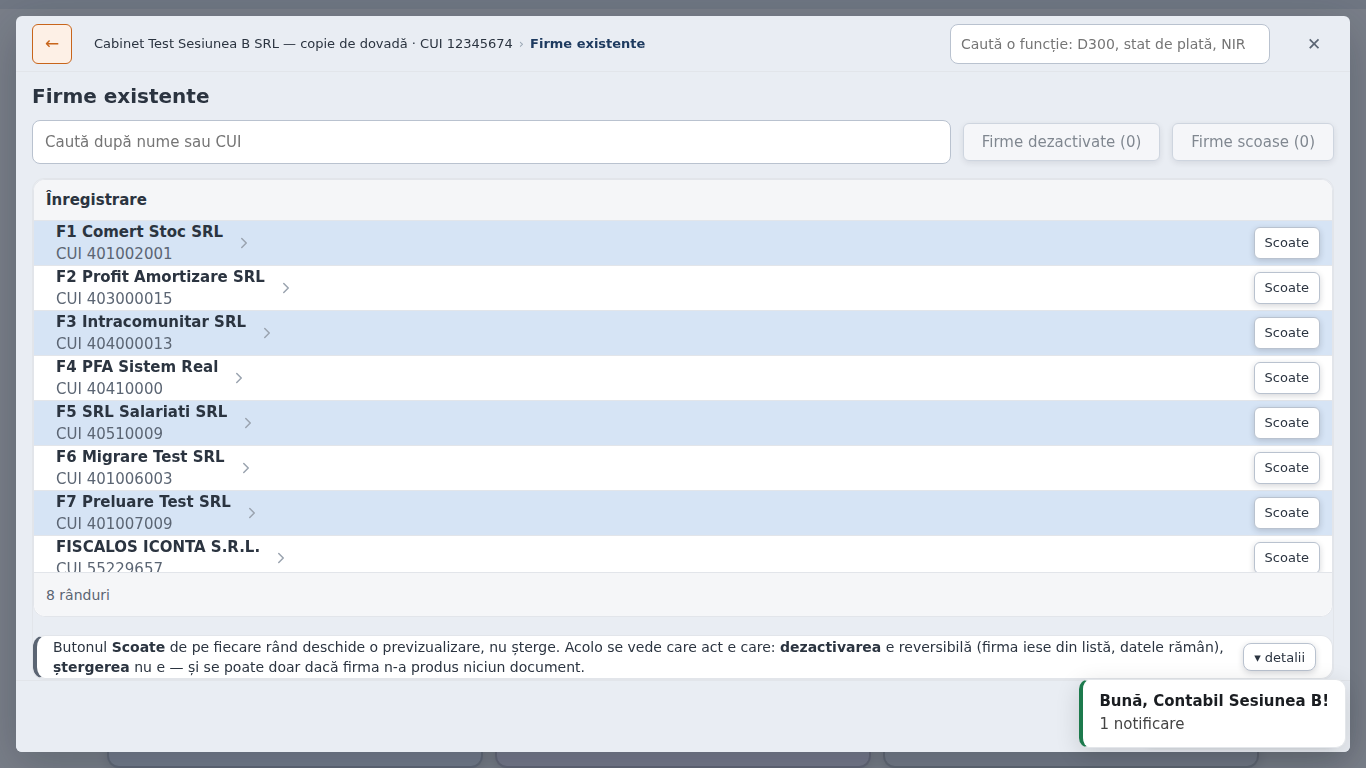 ←
Cabinet Test Sesiunea B SRL — copie de dovadă · CUI 12345674 › Firme existente
Caută o funcție: D300, stat de plată, NIR
✕
Firme existente
Caută după nume sau CUI
Firme dezactivate (0)
Firme scoase (0)
Înregistrare
F1 Comert Stoc SRL
CUI 401002001
Scoate
F2 Profit Amortizare SRL
CUI 403000015
Scoate
F3 Intracomunitar SRL
CUI 404000013
Scoate
F4 PFA Sistem Real
CUI 40410000
Scoate
F5 SRL Salariati SRL
CUI 40510009
Scoate
F6 Migrare Test SRL
CUI 401006003
Scoate
F7 Preluare Test SRL
CUI 401007009
Scoate
FISCALOS ICONTA S.R.L.
CUI 55229657
Scoate
8 rânduri
Butonul Scoate de pe fiecare rând deschide o previzualizare, nu șterge. Acolo se vede care act e care: dezactivarea e reversibilă (firma iese din listă, datele rămân),
ștergerea nu e — și se poate doar dacă firma n-a produs niciun document.
▾ detalii
Bună, Contabil Sesiunea B!
1 notificare